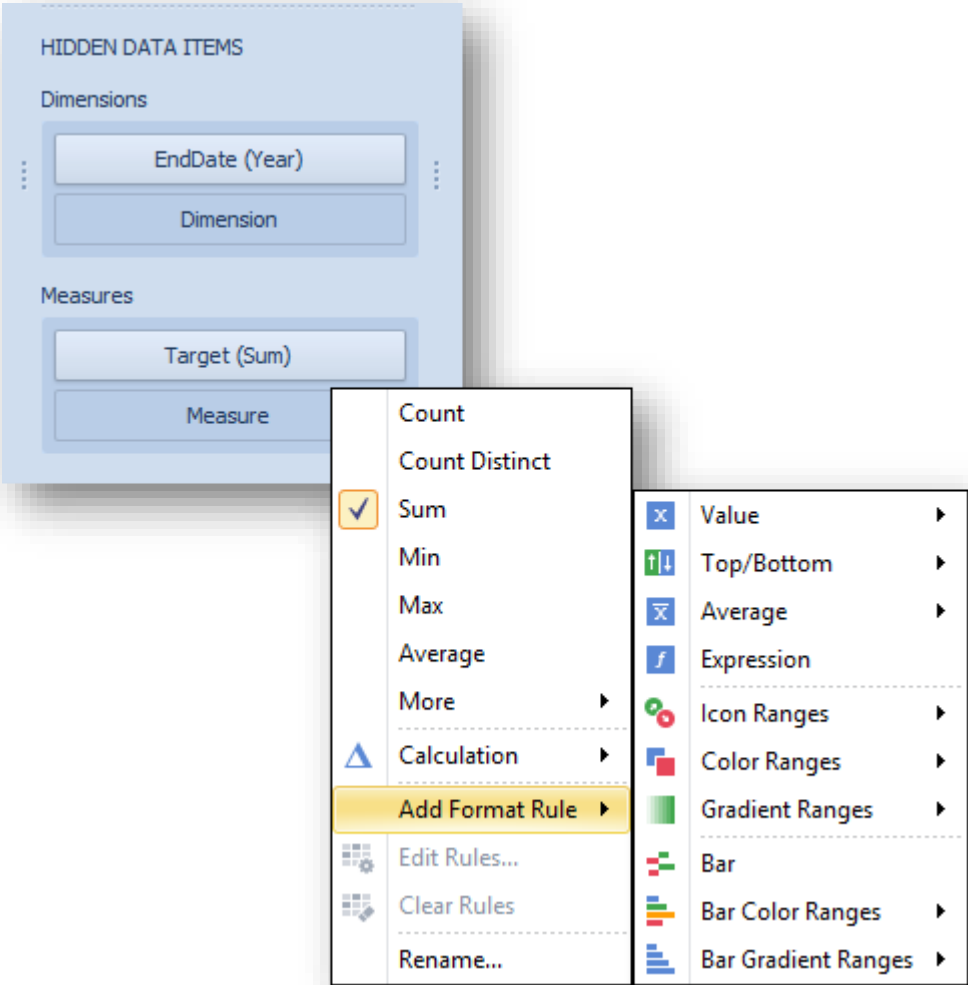 HIDDEN DATA ITEMS
Dimensions
EndDate (Year)
Dimension
Measures
Target (Sum)
Measure
Count
Count Distinct
Sum
Min
Max
Average
More
Calculation
Add Format Rule
Edit Rules...
Clear Rules
Rename...
Value
Top/Bottom
Average
Expression
Icon Ranges
Color Ranges
Gradient Ranges
Bar
Bar Color Ranges
Bar Gradient Ranges